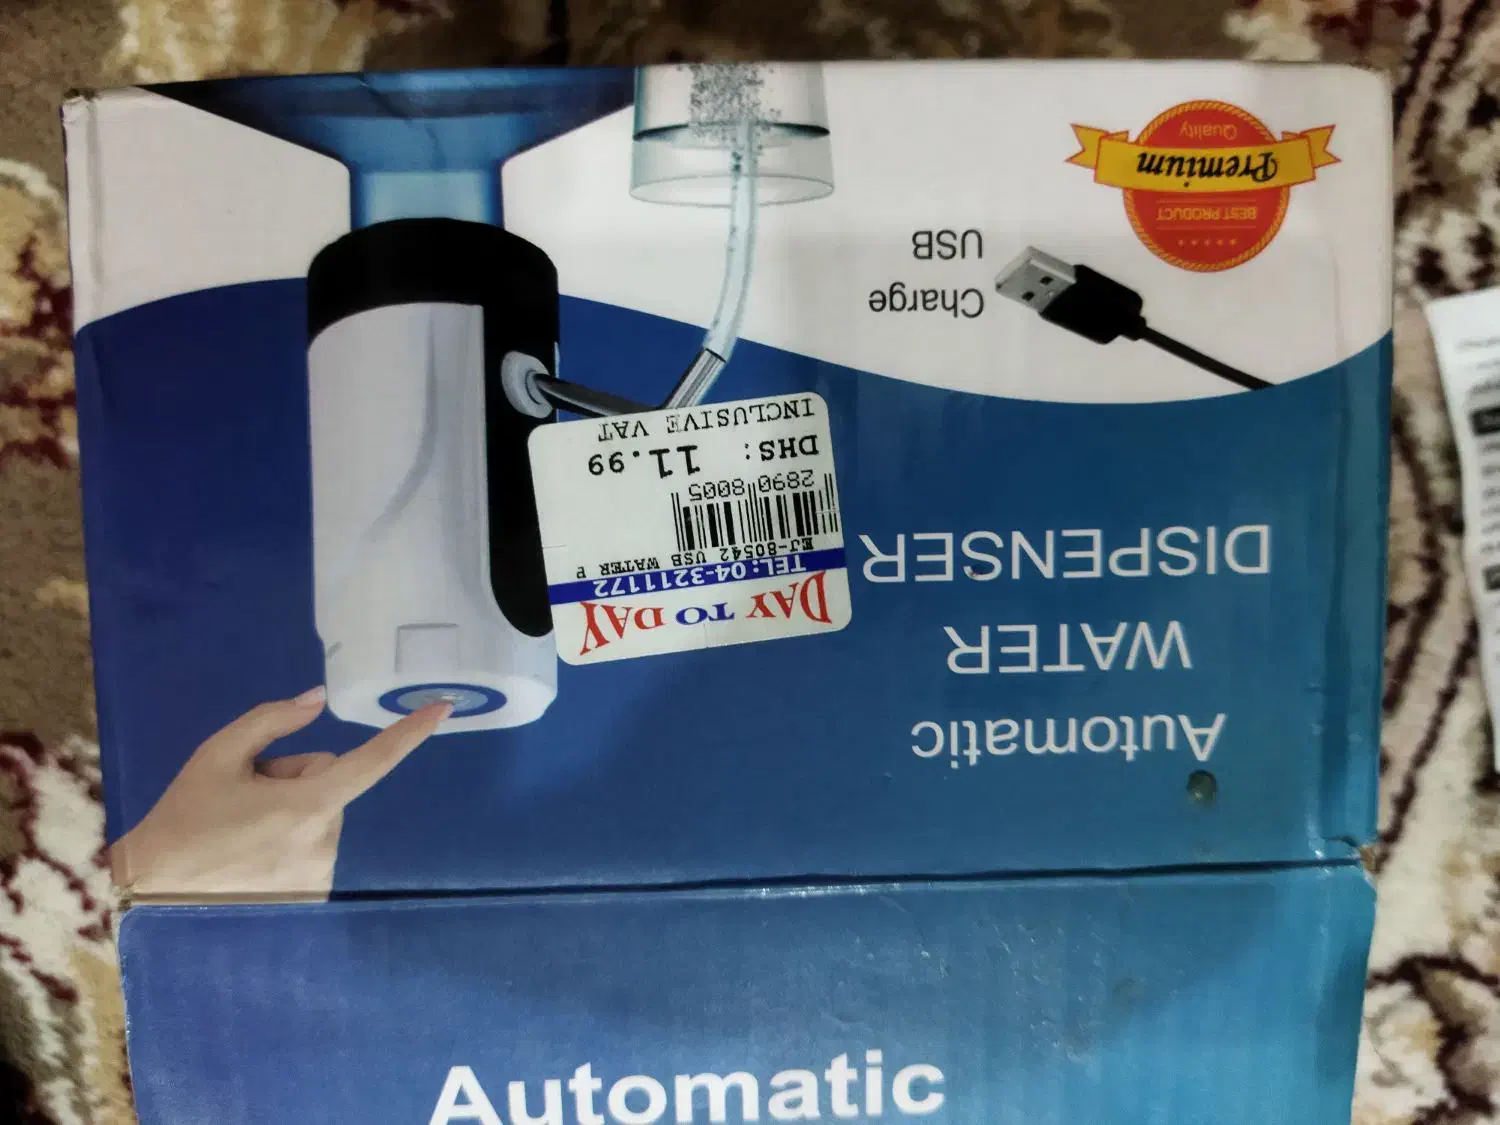 Automatic
WATER
DISPENSER
DAY TO DAY
TEL: 04-3211172
EJ-80542 USB WATER P
2890 8005
DHS: 11.99
INCLUSIVE VAT
Charge
USB
BEST PRODUCT
Premium
Quality
Automatic